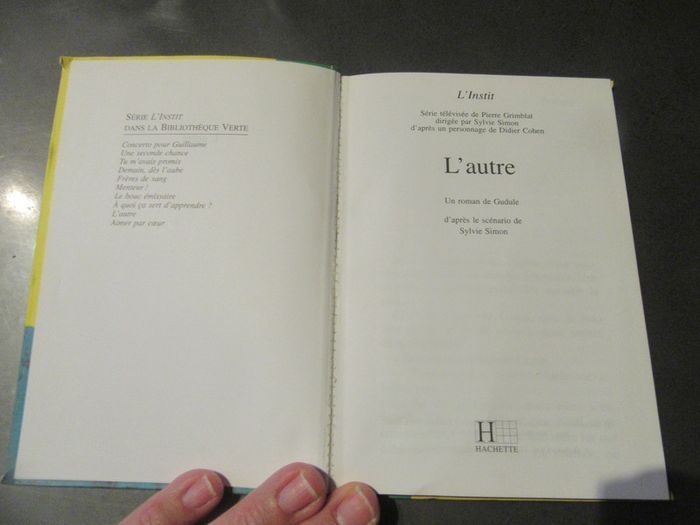 SÉRIE L'INSTIT
DANS LA BIBLIOTHÈQUE VERTE
Concerto pour Guillaume
Une seconde chance
Tu m'avais promis
Demain, dès l'aube
Frères de sang
Menteur !
Le bouc émissaire
À quoi ça sert d'apprendre ?
L'autre
Aimer par cœur
L'Instit
Série télévisée de Pierre Grimblat
dirigée par Sylvie Simon
d'après un personnage de Didier Cohen
L'autre
Un roman de Gudule
d'après le scénario de
Sylvie Simon
H
HACHETTE